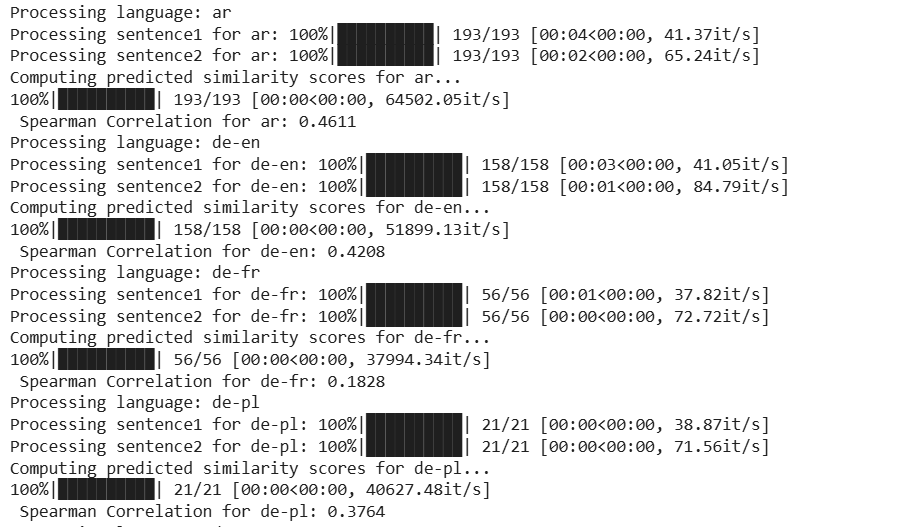 Processing language: ar
Processing sentence1 for ar: 100%|██████████| 193/193 [00:04<00:00, 41.37it/s]
Processing sentence2 for ar: 100%|██████████| 193/193 [00:02<00:00, 65.24it/s]
Computing predicted similarity scores for ar...
100%|██████████| 193/193 [00:00<00:00, 64502.05it/s]
 Spearman Correlation for ar: 0.4611
Processing language: de-en
Processing sentence1 for de-en: 100%|██████████| 158/158 [00:03<00:00, 41.05it/s]
Processing sentence2 for de-en: 100%|██████████| 158/158 [00:01<00:00, 84.79it/s]
Computing predicted similarity scores for de-en...
100%|██████████| 158/158 [00:00<00:00, 51899.13it/s]
 Spearman Correlation for de-en: 0.4208
Processing language: de-fr
Processing sentence1 for de-fr: 100%|██████████| 56/56 [00:01<00:00, 37.82it/s]
Processing sentence2 for de-fr: 100%|██████████| 56/56 [00:00<00:00, 72.72it/s]
Computing predicted similarity scores for de-fr...
100%|██████████| 56/56 [00:00<00:00, 37994.34it/s]
 Spearman Correlation for de-fr: 0.1828
Processing language: de-pl
Processing sentence1 for de-pl: 100%|██████████| 21/21 [00:00<00:00, 38.87it/s]
Processing sentence2 for de-pl: 100%|██████████| 21/21 [00:00<00:00, 71.56it/s]
Computing predicted similarity scores for de-pl...
100%|██████████| 21/21 [00:00<00:00, 40627.48it/s]
 Spearman Correlation for de-pl: 0.3764